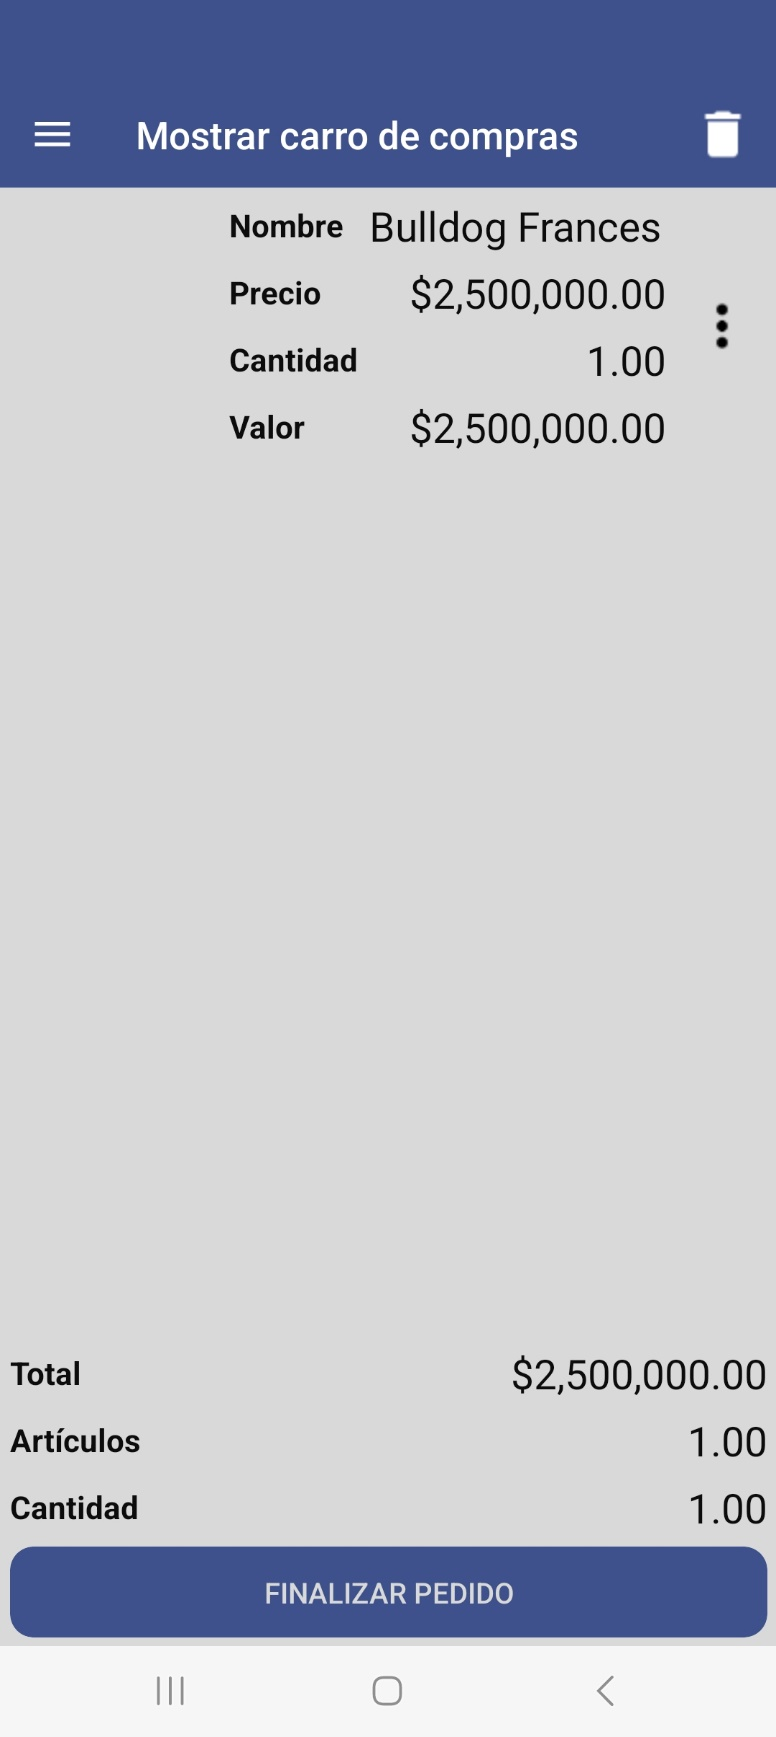 Mostrar carro de compras
Nombre Bulldog Frances
Precio $2,500,000.00
Cantidad 1.00
Valor $2,500,000.00
Total $2,500,000.00
Artículos 1.00
Cantidad 1.00
FINALIZAR PEDIDO